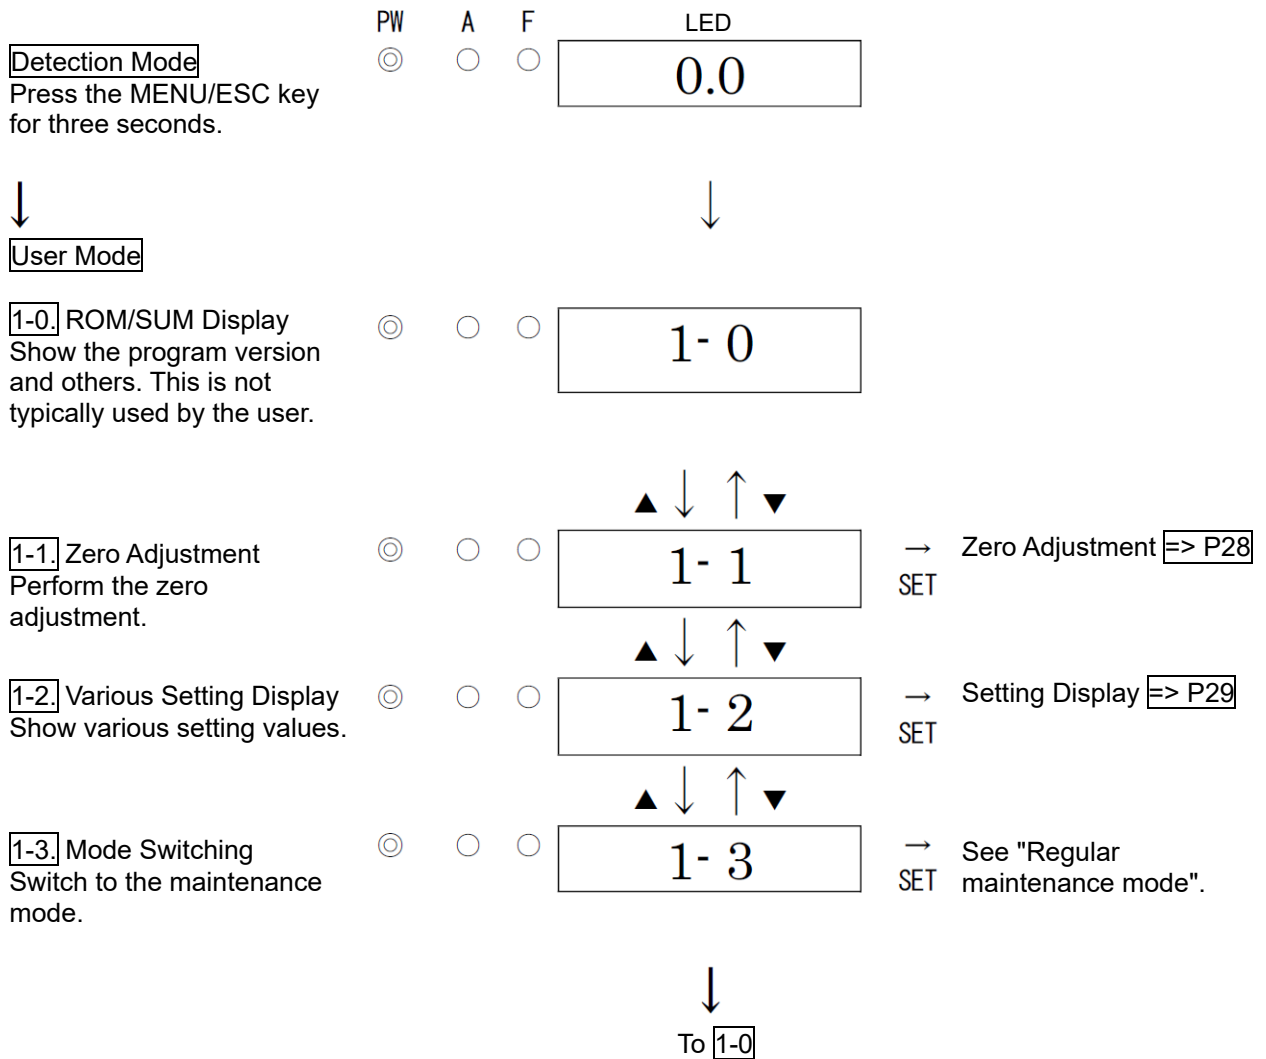 PW A F LED
Detection Mode ◎ ○ ○ 0.0
Press the MENU/ESC key
for three seconds.
↓ ↓
User Mode
1-0. ROM/SUM Display ◎ ○ ○ 1- 0
Show the program version
and others. This is not
typically used by the user.
▲ ↓ ↑ ▼
1-1. Zero Adjustment ◎ ○ ○ 1- 1 → Zero Adjustment => P28
Perform the zero SET
adjustment.
▲ ↓ ↑ ▼
1-2. Various Setting Display ◎ ○ ○ 1- 2 → Setting Display => P29
Show various setting values. SET
▲ ↓ ↑ ▼
1-3. Mode Switching ◎ ○ ○ 1- 3 → See "Regular
Switch to the maintenance SET maintenance mode".
mode.
↓
To 1-0